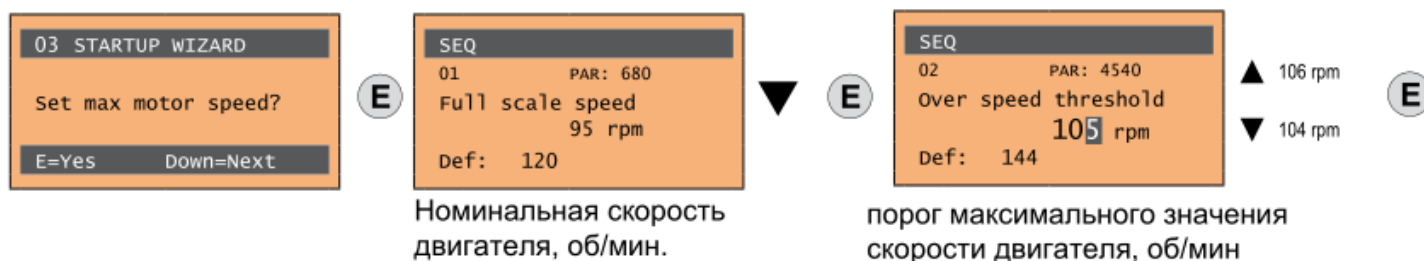 03 STARTUP WIZARD
Set max motor speed?
E=Yes Down=Next
E
SEQ
01 PAR: 680
Full scale speed
95 rpm
Def: 120
Номинальная скорость
двигателя, об/мин.
E
SEQ
02 PAR: 4540
Over speed threshold
105 rpm
Def: 144
порог максимального значения
скорости двигателя, об/мин
▲ 106 rpm
▼ 104 rpm
E